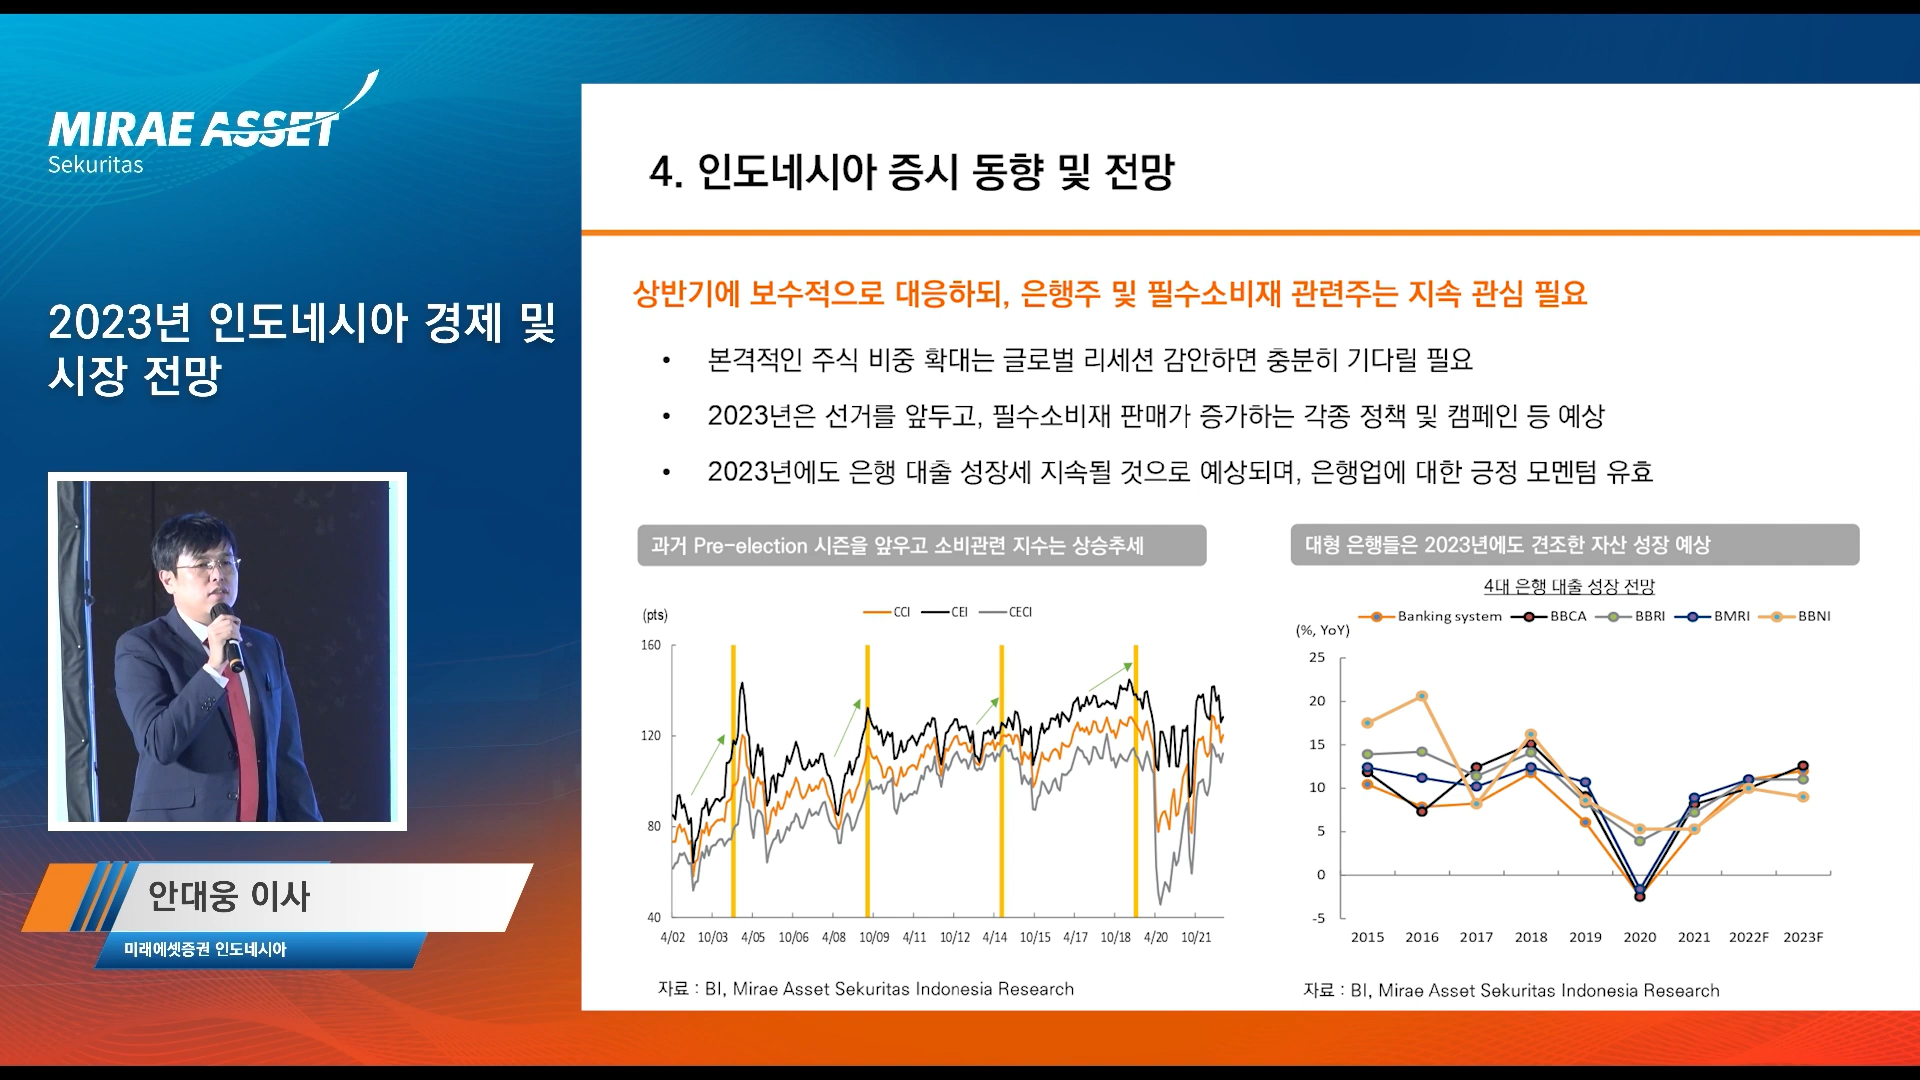 MIRAE ASSET
Sekuritas
2023년 인도네시아 경제 및
시장 전망
안대웅 이사
미래에셋증권 인도네시아
4. 인도네시아 증시 동향 및 전망
상반기에 보수적으로 대응하되, 은행주 및 필수소비재 관련주는 지속 관심 필요
• 본격적인 주식 비중 확대는 글로벌 리세션 감안하면 충분히 기다릴 필요
• 2023년은 선거를 앞두고, 필수소비재 판매가 증가하는 각종 정책 및 캠페인 등 예상
• 2023년에도 은행 대출 성장세 지속될 것으로 예상되며, 은행업에 대한 긍정 모멘텀 유효
과거 Pre-election 시즌을 앞우고 소비관련 지수는 상승추세
(pts)
CCI CEI CECI
160
120
80
40
4/02 10/03 4/05 10/06 4/08 10/09 4/11 10/12 4/14 10/15 4/17 10/18 4/20 10/21
자료 : BI, Mirae Asset Sekuritas Indonesia Research
대형 은행들은 2023년에도 견조한 자산 성장 예상
4대 은행 대출 성장 전망
Banking system BBCA BBRI BMRI BBNI
(%, YoY)
25
20
15
10
5
0
-5
2015 2016 2017 2018 2019 2020 2021 2022F 2023F
자료 : BI, Mirae Asset Sekuritas Indonesia Research